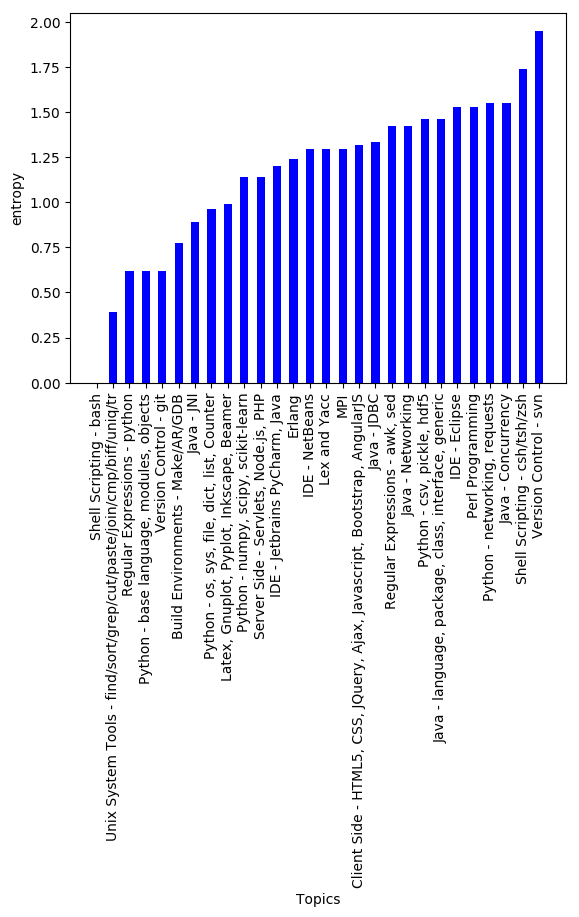 2.00
1.75
1.50
1.25
1.00
0.75
0.50
0.25
0.00
entropy
Shell Scripting - bash
Unix System Tools - find/sort/grep/cut/paste/join/cmp/biff/uniq/tr
Regular Expressions - python
Python - base language, modules, objects
Version Control - git
Build Environments - Make/AR/GDB
Java - JNI
Python - os, sys, file, dict, list, Counter
Latex, Gnuplot, Pyplot, Inkscape, Beamer
Python - numpy, scipy, scikit-learn
Server Side - Servlets, Node.js, PHP
IDE - Jetbrains PyCharm, Java
Erlang
IDE - NetBeans
Lex and Yacc
MPI
Client Side - HTML5, CSS, JQuery, Ajax, Javascript, Bootstrap, AngularJS
Java - JDBC
Regular Expressions - awk, sed
Java - Networking
Python - csv, pickle, hdf5
Java - language, package, class, interface, generic
IDE - Eclipse
Perl Programming
Python - networking, requests
Java - Concurrency
Shell Scripting - csh/tsh/zsh
Version Control - svn
Topics